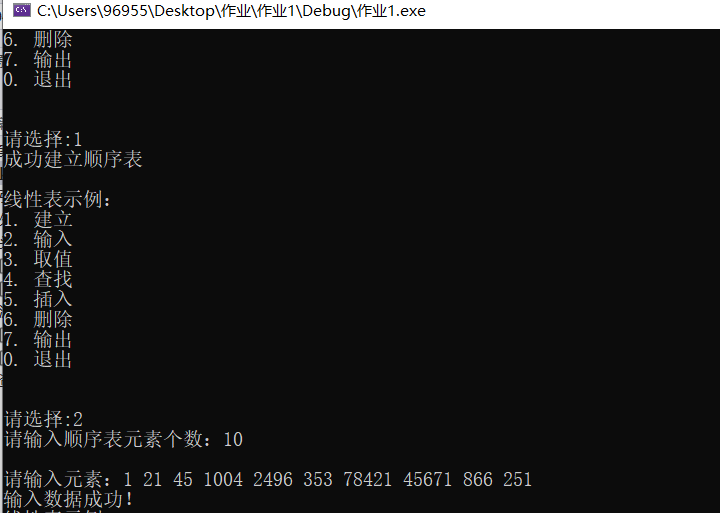 C:\Users\96955\Desktop\作业\作业1\Debug\作业1.exe
6. 删除
7. 输出
0. 退出
请选择:1
成功建立顺序表
线性表示例:
1. 建立
2. 输入
3. 取值
4. 查找
5. 插入
6. 删除
7. 输出
0. 退出
请选择:2
请输入顺序表元素个数: 10
请输入元素: 1 21 45 1004 2496 353 78421 45671 866 251
输入数据成功!